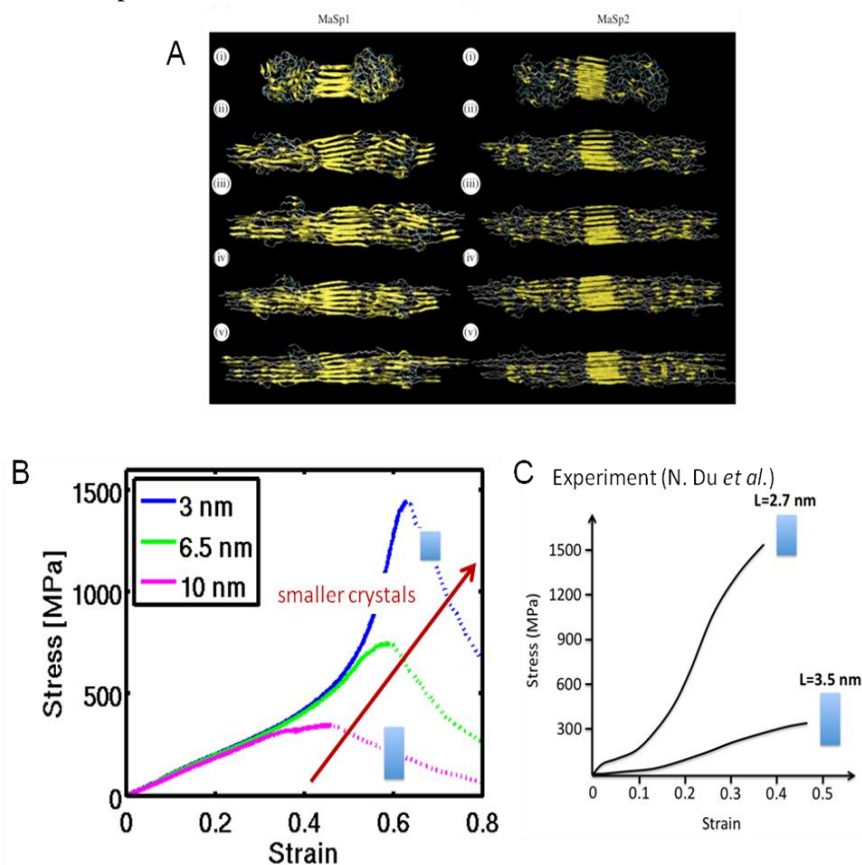 MaSp1 MaSp2
A
(i) (i)
(ii) (ii)
(iii) (iii)
iv iv
(v) (v)
B
1500
1000
500
0
Stress [MPa]
3 nm
6.5 nm
10 nm
smaller crystals
0 0.2 0.4 0.6 0.8
Strain
C Experiment (N. Du et al.)
L=2.7 nm
1500
1200
900
600
300
Stress (MPa)
L=3.5 nm
0 0.1 0.2 0.3 0.4 0.5
Strain